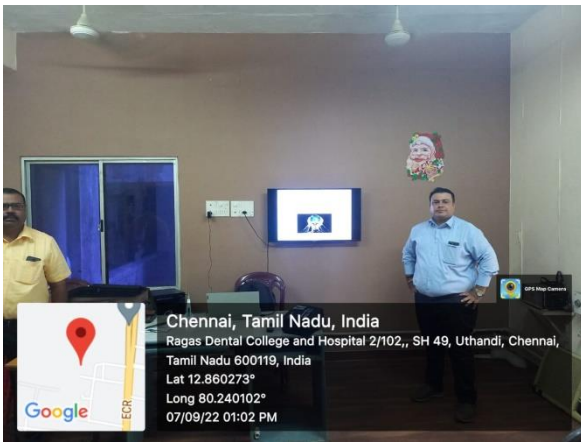 GPS Map Camera
Chennai, Tamil Nadu, India
Ragas Dental College and Hospital 2/102,, SH 49, Uthandi, Chennai,
Tamil Nadu 600119, India
Lat 12.860273°
Long 80.240102°
07/09/22 01:02 PM
Google
ECR